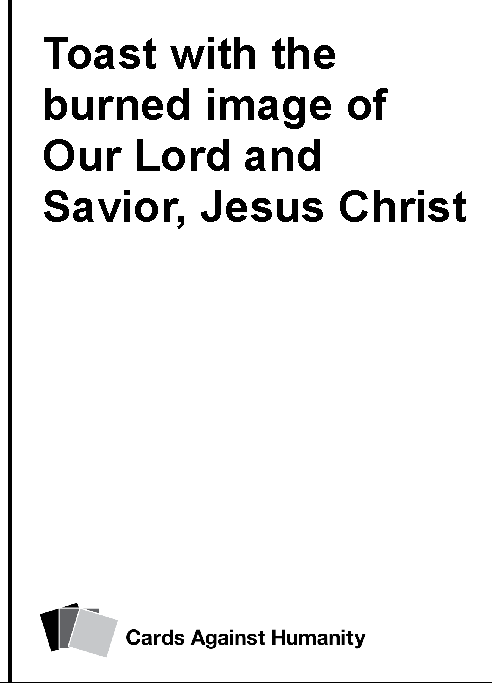 Toast with the
burned image of
Our Lord and
Savior, Jesus Christ
Cards Against Humanity